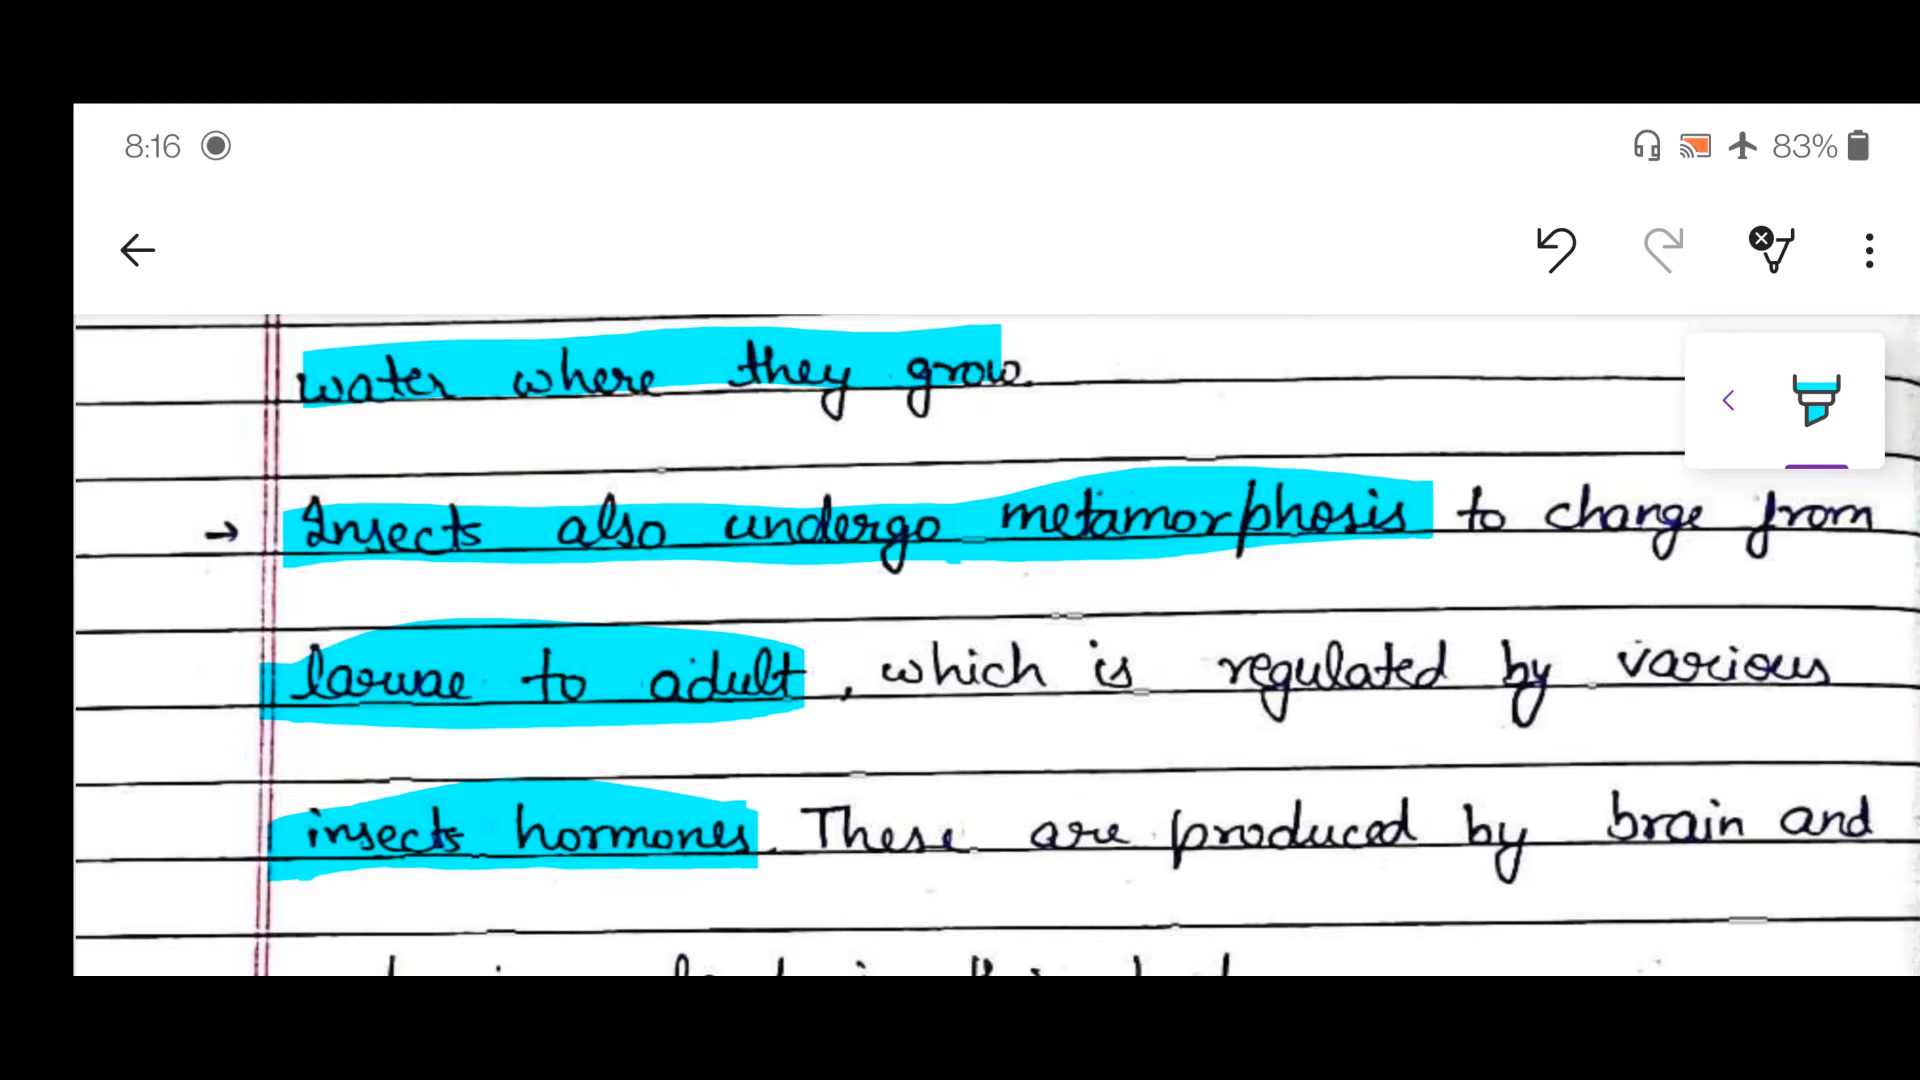 8:16 83%
water where they grow.
→ Insects also undergo metamorphosis to change from
larvae to adult, which is regulated by various
insects hormones. These are produced by brain and